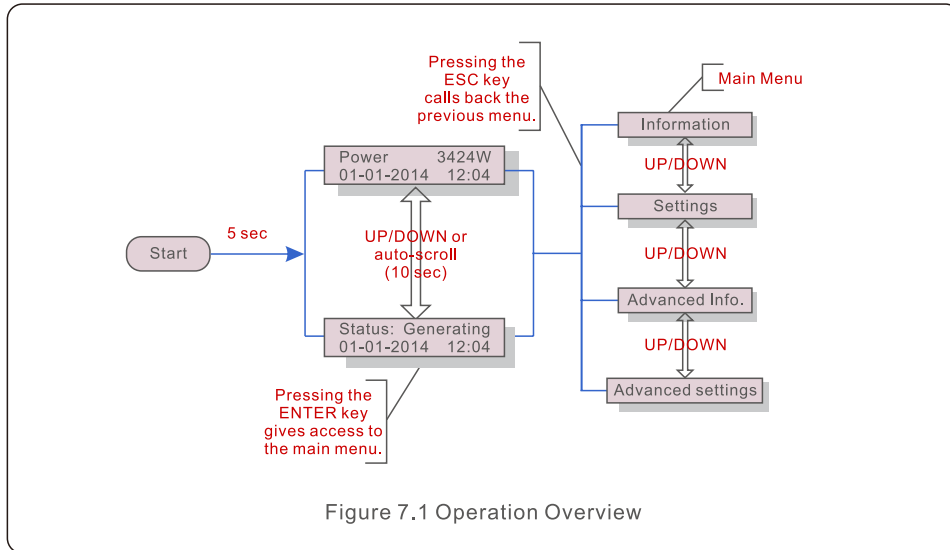 Pressing the
ESC key
calls back the
previous menu.
Main Menu
Information
UP/DOWN
Settings
UP/DOWN
Advanced Info.
UP/DOWN
Advanced settings
Power 3424W
01-01-2014 12:04
Start
5 sec
UP/DOWN or
auto-scroll
(10 sec)
Status: Generating
01-01-2014 12:04
Pressing the
ENTER key
gives access to
the main menu.
Figure 7.1 Operation Overview